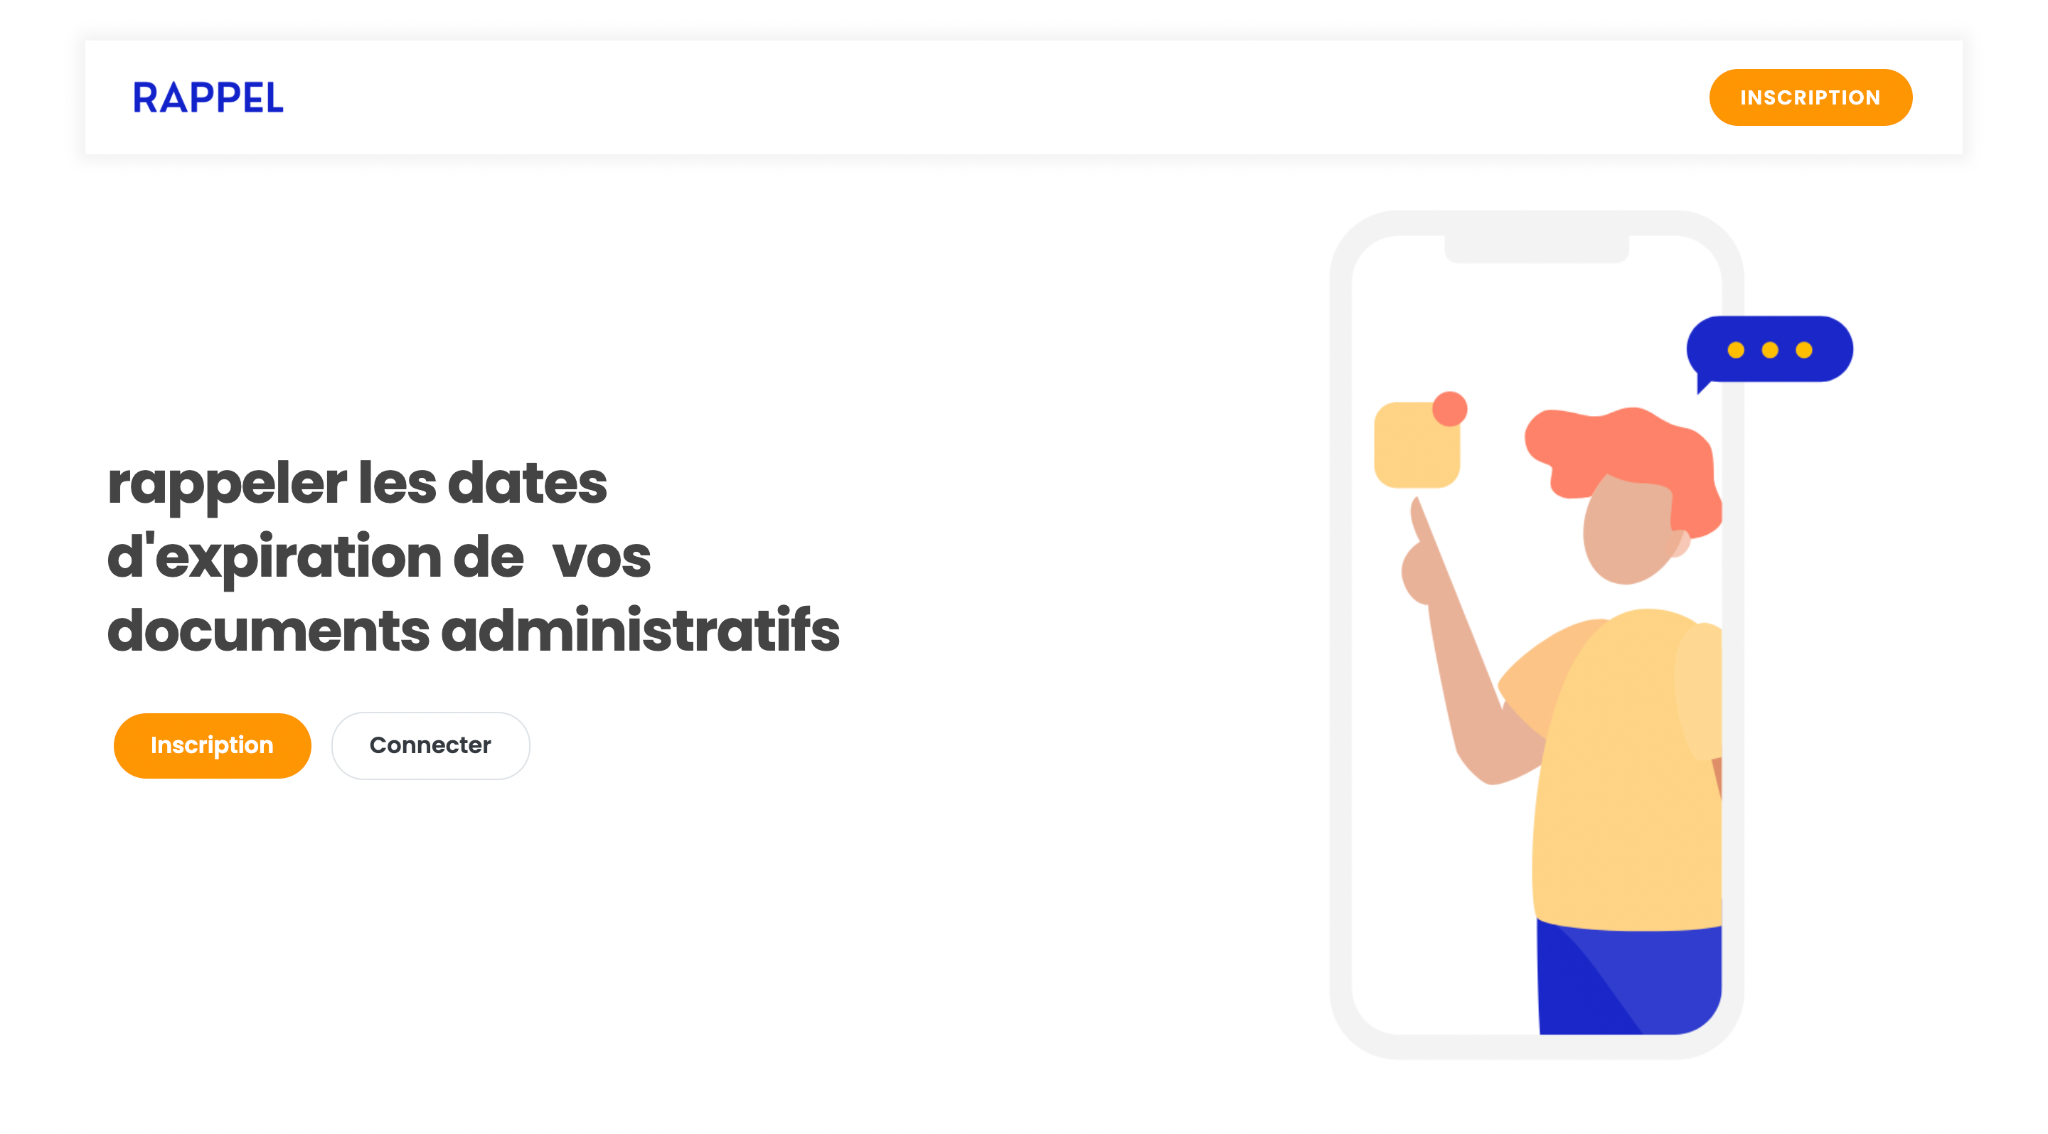 RAPPEL
INSCRIPTION
rappeler les dates
d'expiration de vos
documents administratifs
Inscription
Connecter